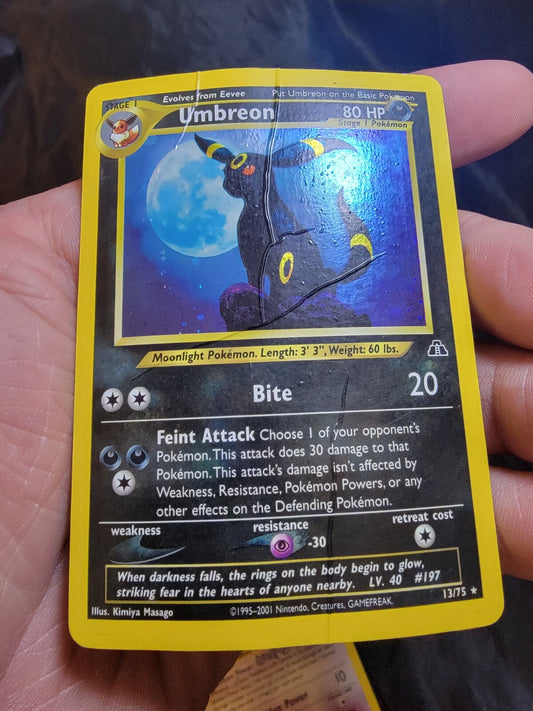 STAGE 1
Evolves from Eevee
Put Umbreon on the Basic Pokémon
Umbreon
80 HP
Stage 1 Pokémon
Moonlight Pokémon. Length: 3' 3", Weight: 60 lbs.
Bite
20
Feint Attack Choose 1 of your opponent's
Pokémon. This attack does 30 damage to that
Pokémon. This attack's damage isn't affected by
Weakness, Resistance, Pokémon Powers, or any
other effects on the Defending Pokémon.
weakness
resistance
retreat cost
-30
When darkness falls, the rings on the body begin to glow,
striking fear in the hearts of anyone nearby. LV. 40 #197
Illus. Kimiya Masago
©1995-2001 Nintendo, Creatures, GAMEFREAK.
13/75 ★
Power
10